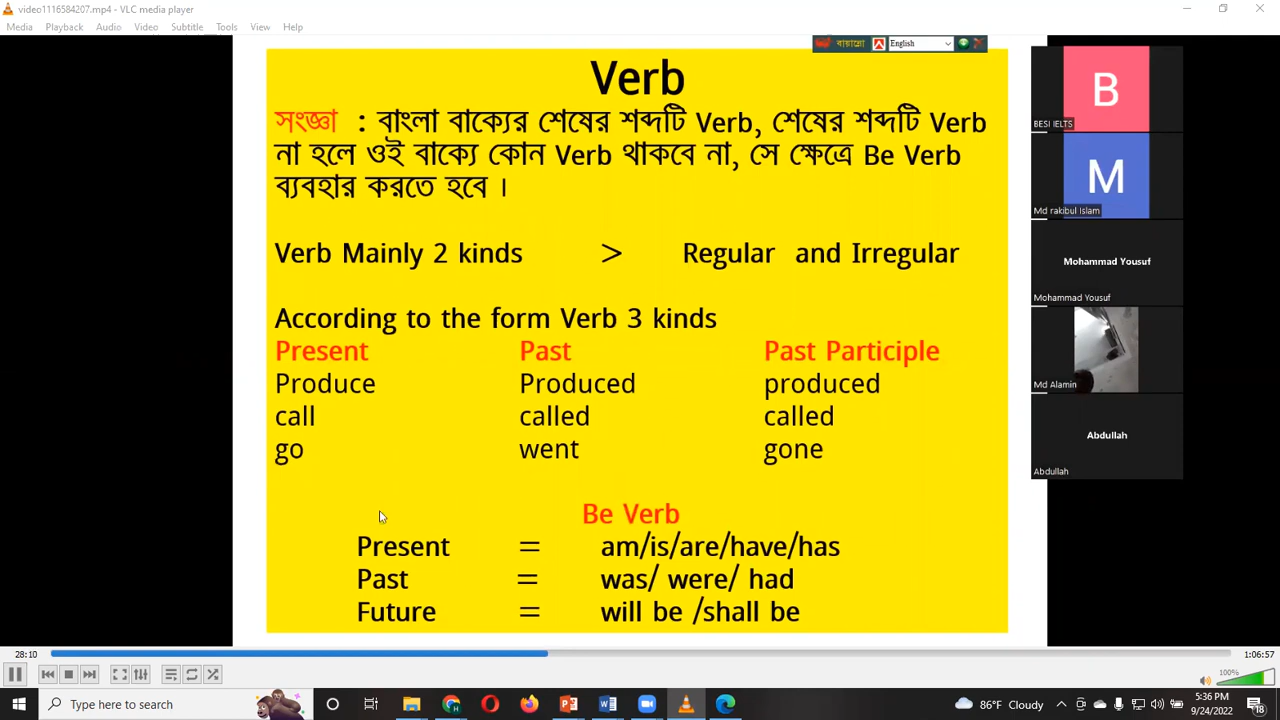 video1116584207.mp4 - VLC media player
Media Playback Audio Video Subtitle Tools View Help
বায়ান্নো English
Verb
সংজ্ঞা : বাংলা বাক্যের শেষের শব্দটি Verb, শেষের শব্দটি Verb
না হলে ওই বাক্যে কোন Verb থাকবে না, সে ক্ষেত্রে Be Verb
ব্যবহার করতে হবে ।
Verb Mainly 2 kinds > Regular and Irregular
According to the form Verb 3 kinds
Present Past Past Participle
Produce Produced produced
call called called
go went gone
Be Verb
Present = am/is/are/have/has
Past = was/ were/ had
Future = will be /shall be
B
BESI IELTS
M
Md rakibul Islam
Mohammad Yousuf
Mohammad Yousuf
Md Alamin
Abdullah
Abdullah
28:10 1:06:57
100%
Type here to search
86°F Cloudy
5:36 PM
9/24/2022
18